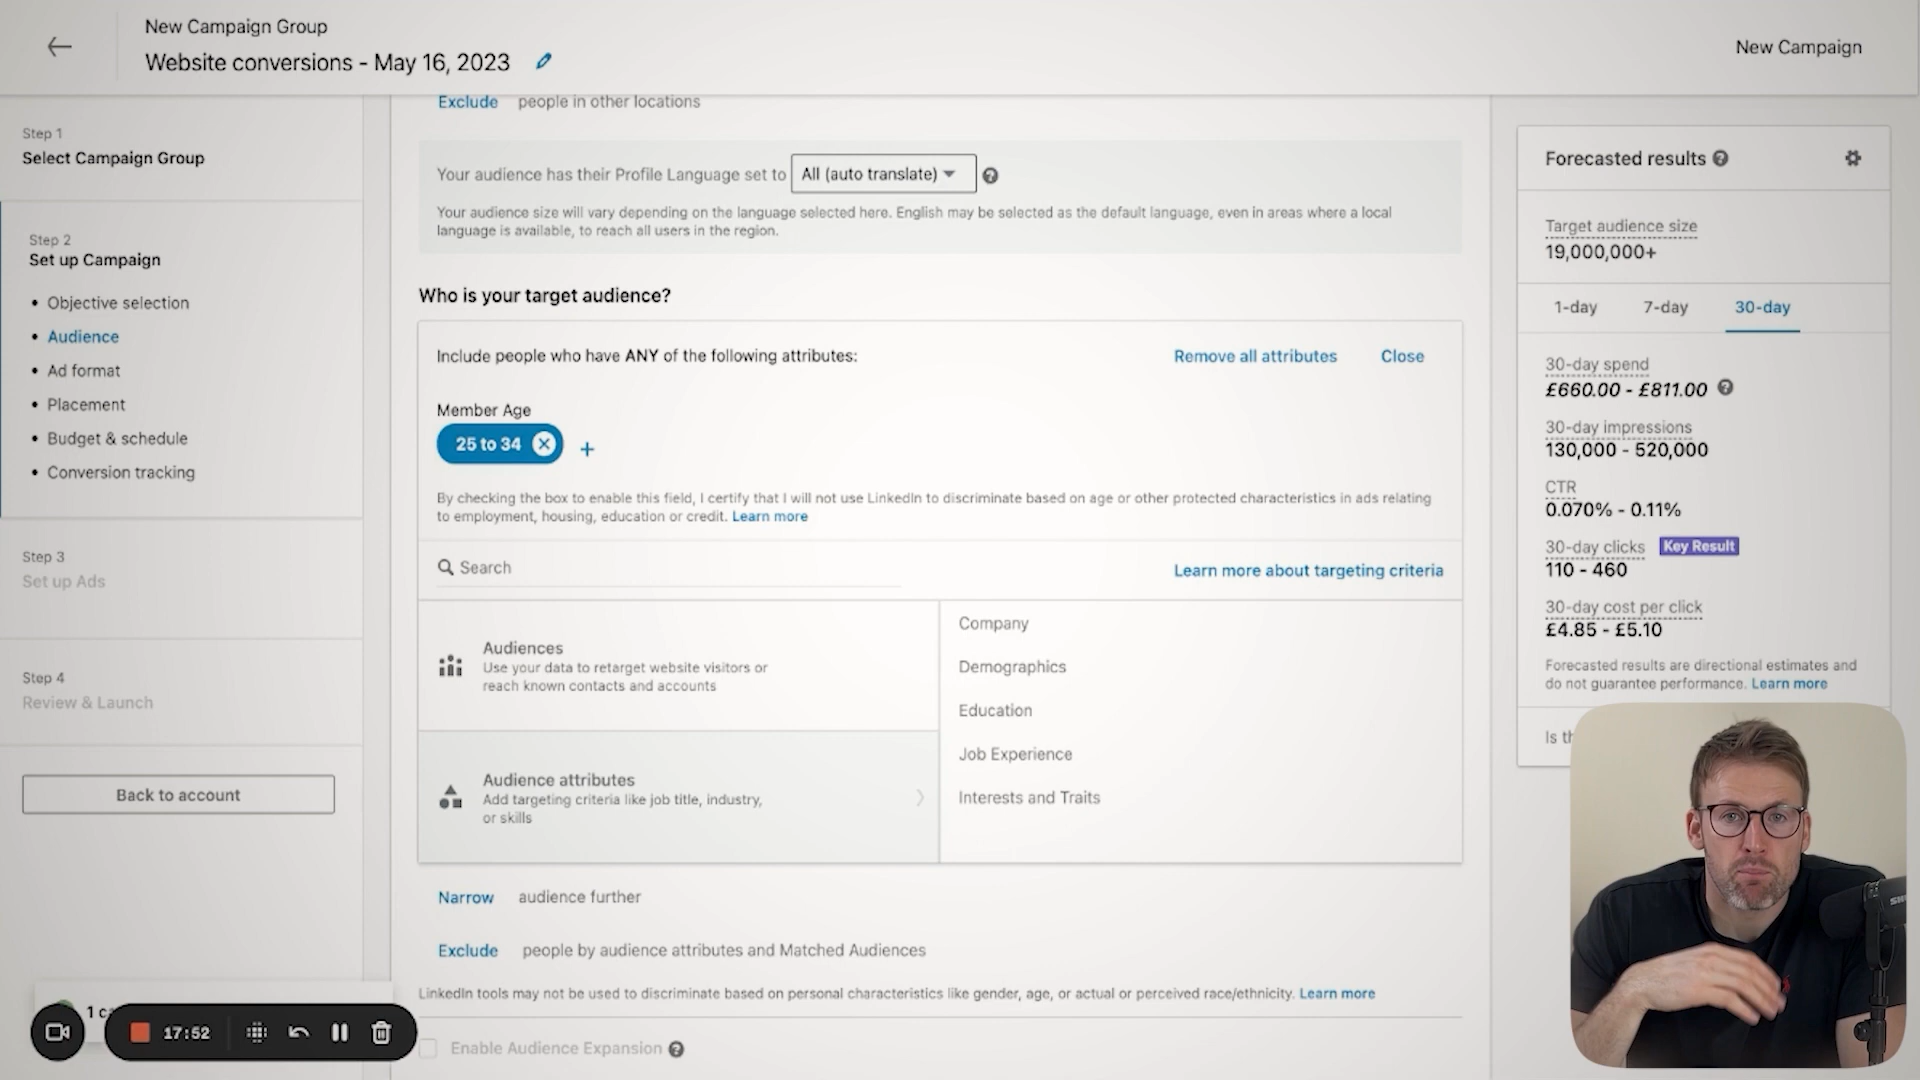 New Campaign Group
Website conversions - May 16, 2023
New Campaign
Step 1
Select Campaign Group
Step 2
Set up Campaign
• Objective selection
• Audience
• Ad format
• Placement
• Budget & schedule
• Conversion tracking
Step 3
Set up Ads
Step 4
Review & Launch
Back to account
Exclude people in other locations
Your audience has their Profile Language set to All (auto translate)
Your audience size will vary depending on the language selected here. English may be selected as the default language, even in areas where a local
language is available, to reach all users in the region.
Who is your target audience?
Include people who have ANY of the following attributes:
Remove all attributes
Close
Member Age
25 to 34
By checking the box to enable this field, I certify that I will not use LinkedIn to discriminate based on age or other protected characteristics in ads relating
to employment, housing, education or credit. Learn more
Search
Learn more about targeting criteria
Audiences
Use your data to retarget website visitors or
reach known contacts and accounts
Audience attributes
Add targeting criteria like job title, industry,
or skills
Company
Demographics
Education
Job Experience
Interests and Traits
Narrow audience further
Exclude people by audience attributes and Matched Audiences
LinkedIn tools may not be used to discriminate based on personal characteristics like gender, age, or actual or perceived race/ethnicity. Learn more
Enable Audience Expansion
Forecasted results
Target audience size
19,000,000+
1-day
7-day
30-day
30-day spend
£660.00 - £811.00
30-day impressions
130,000 - 520,000
CTR
0.070% - 0.11%
30-day clicks Key Result
110 - 460
30-day cost per click
£4.85 - £5.10
Forecasted results are directional estimates and
do not guarantee performance. Learn more
Is
1
17:52